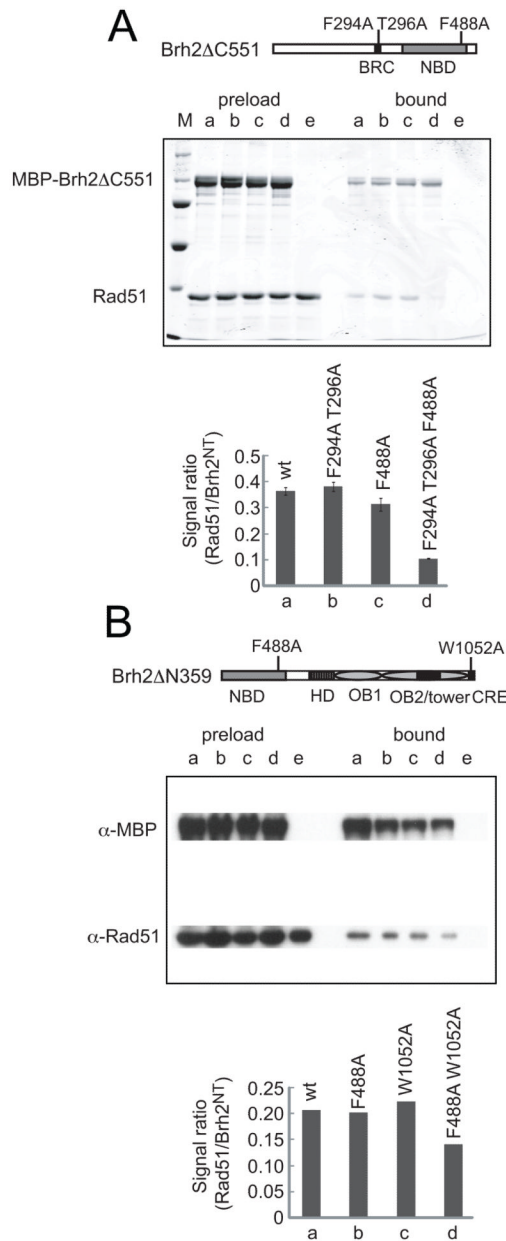 A
F294A T296A F488A
Brh2ΔC551
BRC NBD
preload bound
M a b c d e a b c d e
MBP-Brh2ΔC551
Rad51
Signal ratio
(Rad51/Brh2NT)
0.5
0.4
0.3
0.2
0.1
0
wt
F294A T296A
F488A
F294A T296A F488A
a b c d
B
F488A W1052A
Brh2ΔN359
NBD HD OB1 OB2/tower CRE
preload bound
a b c d e a b c d e
α-MBP
α-Rad51
Signal ratio
(Rad51/Brh2NT)
0.25
0.20
0.15
0.10
0.05
0
wt
F488A
W1052A
F488A W1052A
a b c d